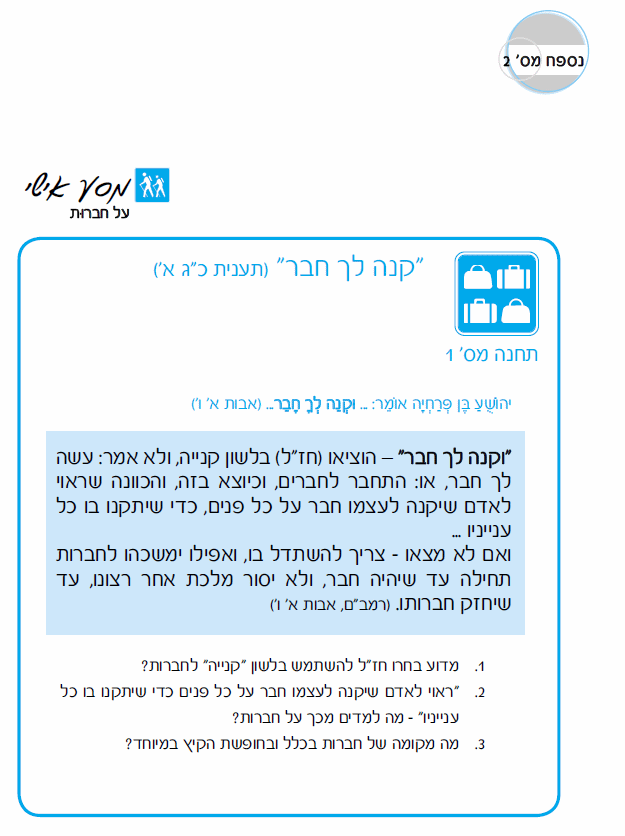 נספח מס' 2
מסע אישי
על חברות
"קנה לך חבר" (תענית כ"ג א')
תחנה מס' 1
יהוֹשֻׁעַ בֶּן פְּרַחְיָה אוֹמֵר: ... וּקְנֵה לְךָ חָבֵר... (אבות א' ו')
"וקנה לך חבר" – הוציאו (חז"ל) בלשון קנייה, ולא אמר: עשה
לך חבר, או: התחבר לחברים, וכיוצא בזה, והכוונה שראוי
לאדם שיקנה לעצמו חבר על כל פנים, כדי שיתקנו בו כל
ענייניו ...
ואם לא מצאו - צריך להשתדל בו, ואפילו ימשכהו לחברות
תחילה עד שיהיה חבר, ולא יסור מלכת אחר רצונו, עד
שיחזק חברותו. (רמב"ם, אבות א' ו')
1. מדוע בחרו חז"ל להשתמש בלשון "קנייה" לחברות?
2. "ראוי לאדם שיקנה לעצמו חבר על כל פנים כדי שיתקנו בו כל
ענייניו" - מה למדים מכך על חברות?
3. מה מקומה של חברות בכלל ובחופשת הקיץ במיוחד?